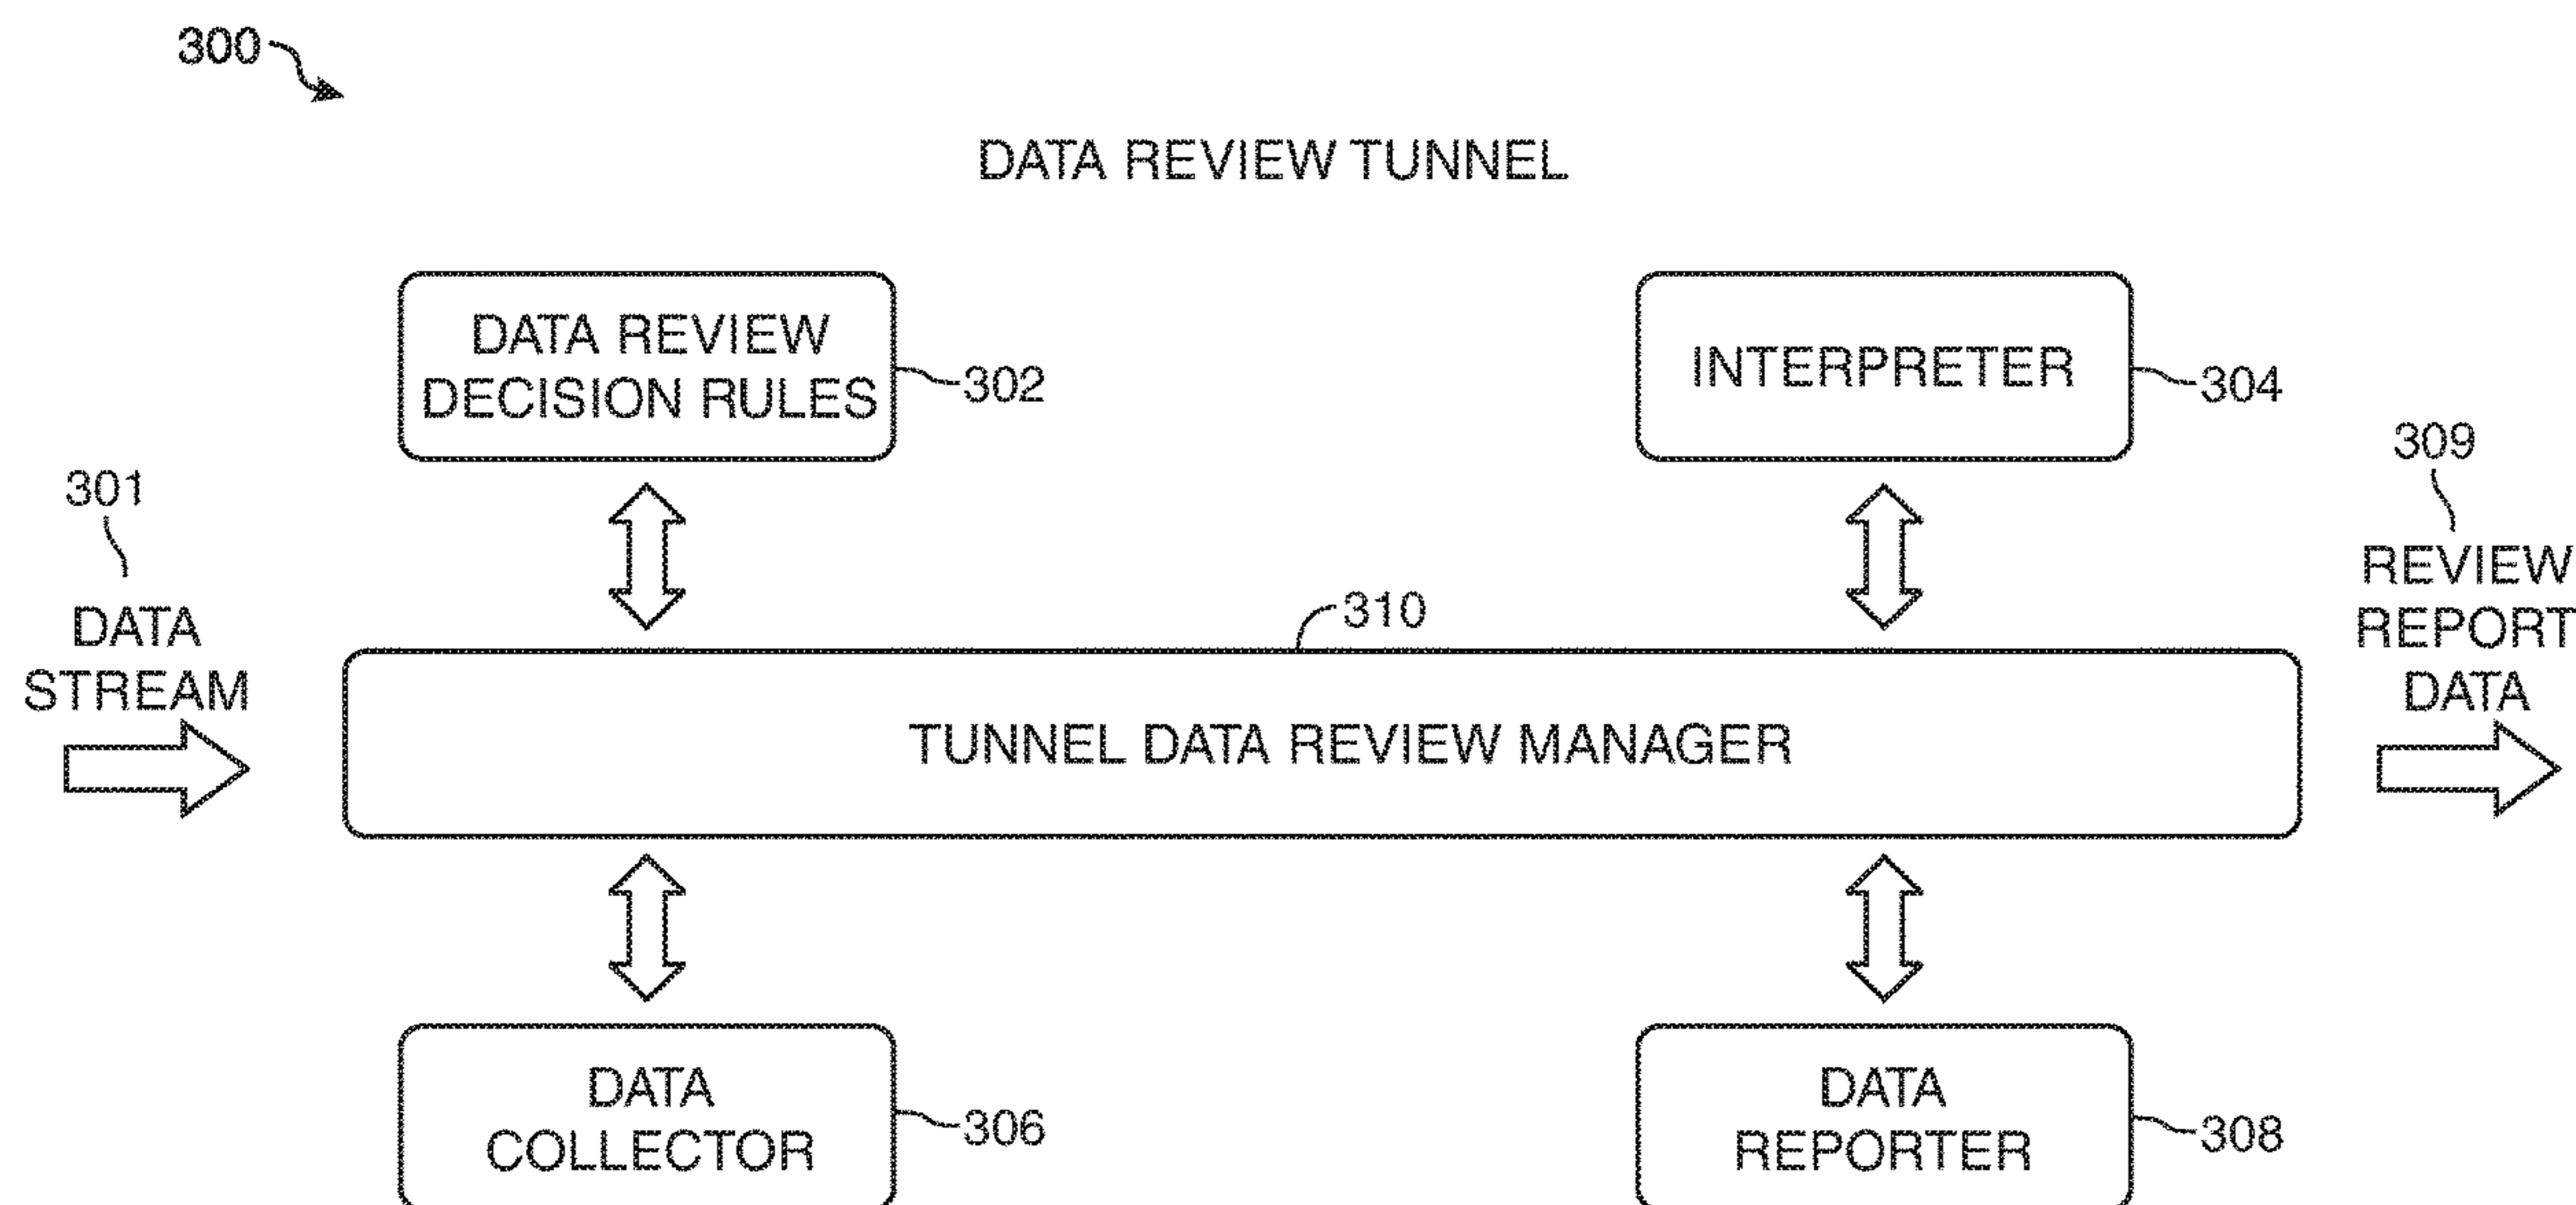 300
DATA REVIEW TUNNEL
DATA REVIEW
DECISION RULES
302
INTERPRETER
304
301
DATA
STREAM
309
REVIEW
REPORT
DATA
310
TUNNEL DATA REVIEW MANAGER
DATA
COLLECTOR
306
DATA
REPORTER
308